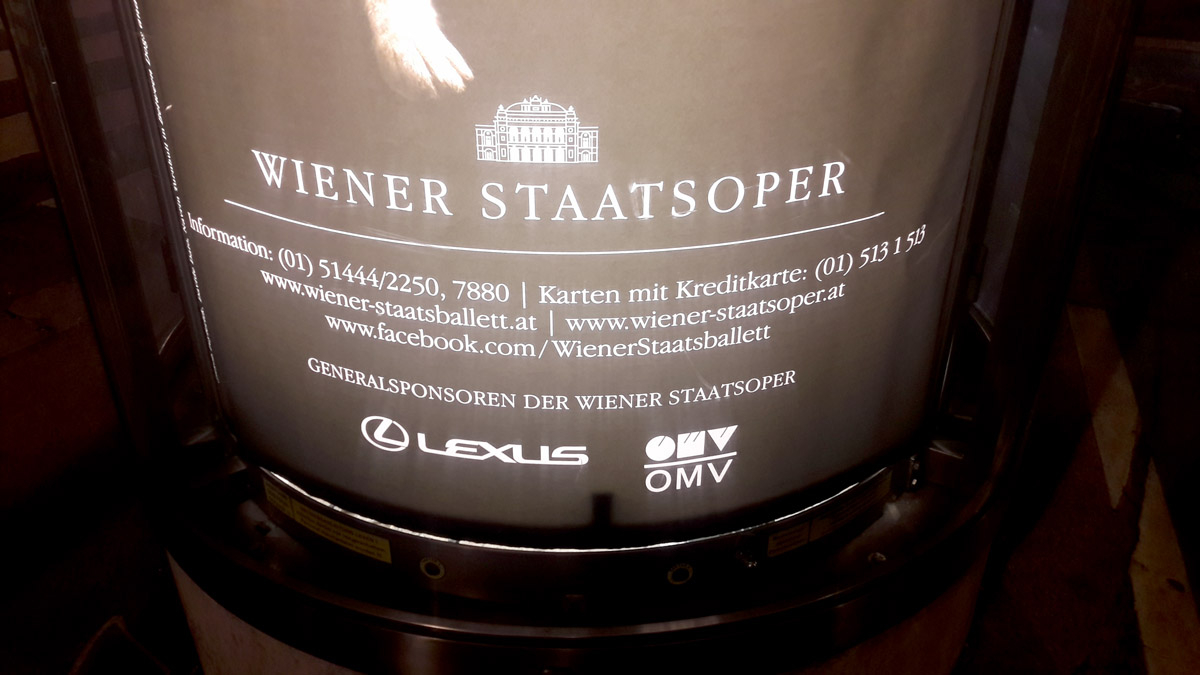 WIENER STAATSOPER
Information: (01) 51444/2250, 7880 | Karten mit Kreditkarte: (01) 513 1 513
www.wiener-staatsballett.at | www.wiener-staatsoper.at
www.facebook.com/WienerStaatsballett
GENERALSPONSOREN DER WIENER STAATSOPER
LEXUS
OMV
OMV